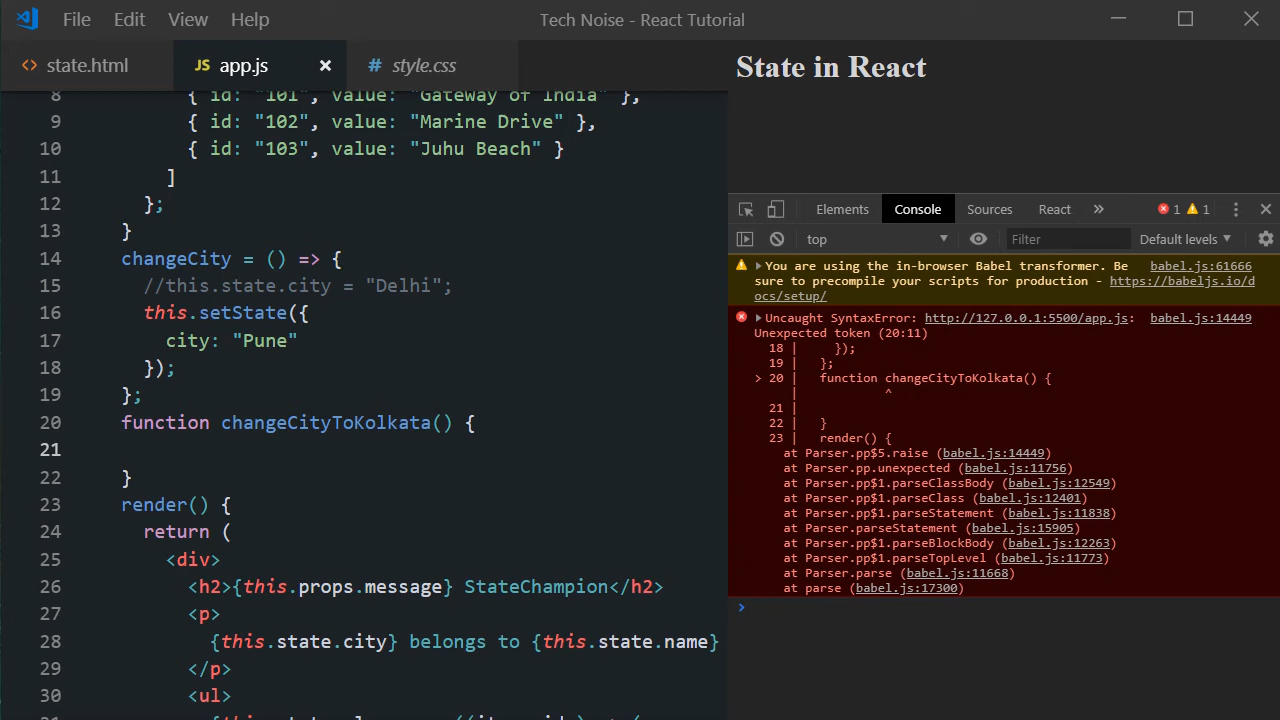 File Edit View Help
Tech Noise - React Tutorial
<> state.html
JS app.js
# style.css
8 { id: "101", value: "Gateway of India" },
9 { id: "102", value: "Marine Drive" },
10 { id: "103", value: "Juhu Beach" }
11 ]
12 };
13 }
14 changeCity = () => {
15 //this.state.city = "Delhi";
16 this.setState({
17 city: "Pune"
18 });
19 };
20 function changeCityToKolkata() {
21
22 }
23 render() {
24 return (
25 <div>
26 <h2>{this.props.message} StateChampion</h2>
27 <p>
28 {this.state.city} belongs to {this.state.name}
29 </p>
30 <ul>
State in React
Elements Console Sources React » 1 1
top Filter Default levels
You are using the in-browser Babel transformer. Be babel.js:61666
sure to precompile your scripts for production - https://babeljs.io/d
ocs/setup/
Uncaught SyntaxError: http://127.0.0.1:5500/app.js: babel.js:14449
Unexpected token (20:11)
18 | });
19 | };
> 20 | function changeCityToKolkata() {
| ^
21 |
22 | }
23 | render() {
at Parser.pp$5.raise (babel.js:14449)
at Parser.pp.unexpected (babel.js:11756)
at Parser.pp$1.parseClassBody (babel.js:12549)
at Parser.pp$1.parseClass (babel.js:12401)
at Parser.pp$1.parseStatement (babel.js:11838)
at Parser.parseStatement (babel.js:15905)
at Parser.pp$1.parseBlockBody (babel.js:12263)
at Parser.pp$1.parseTopLevel (babel.js:11773)
at Parser.parse (babel.js:11668)
at parse (babel.js:17300)
>